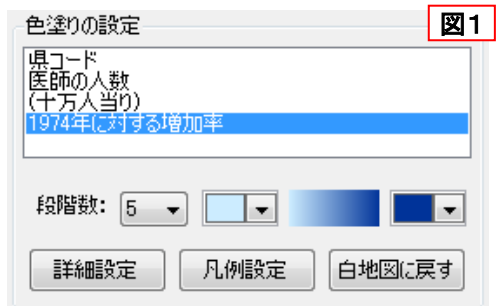 色塗りの設定
図1
県コード
医師の人数
(十万人当り)
1974年に対する増加率
段階数: 5
詳細設定 凡例設定 白地図に戻す